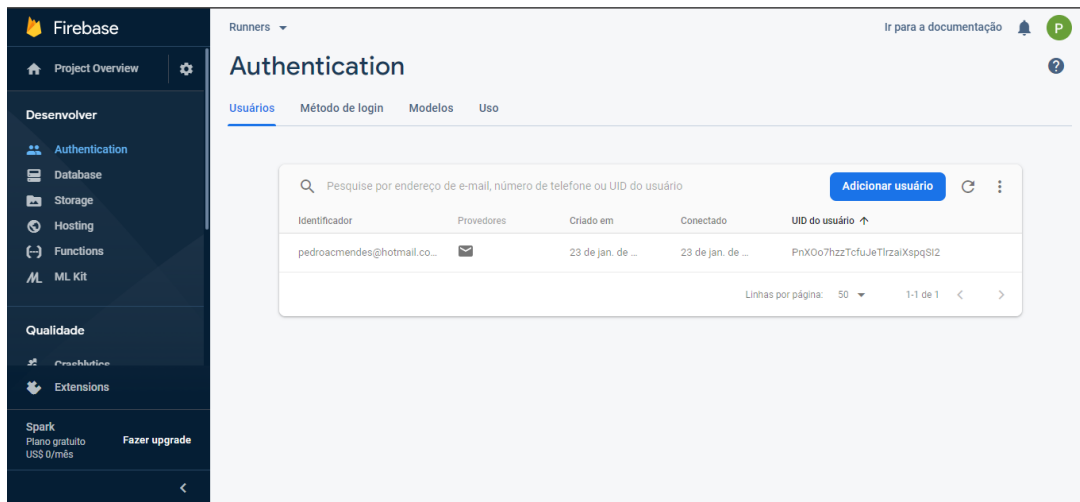 Firebase
Project Overview
Desenvolver
Authentication
Database
Storage
Hosting
Functions
ML Kit
Qualidade
Crashlytics
Extensions
Spark
Plano gratuito
US$ 0/mês
Fazer upgrade
Runners
Ir para a documentação
P
Authentication
Usuários Método de login Modelos Uso
Pesquise por endereço de e-mail, número de telefone ou UID do usuário
Adicionar usuário
Identificador Provedores Criado em Conectado UID do usuário
pedroacmendes@hotmail.co... 23 de jan. de ... 23 de jan. de ... PnXOo7hzzTcfuJeTlrzaiXspqSI2
Linhas por página: 50 1-1 de 1